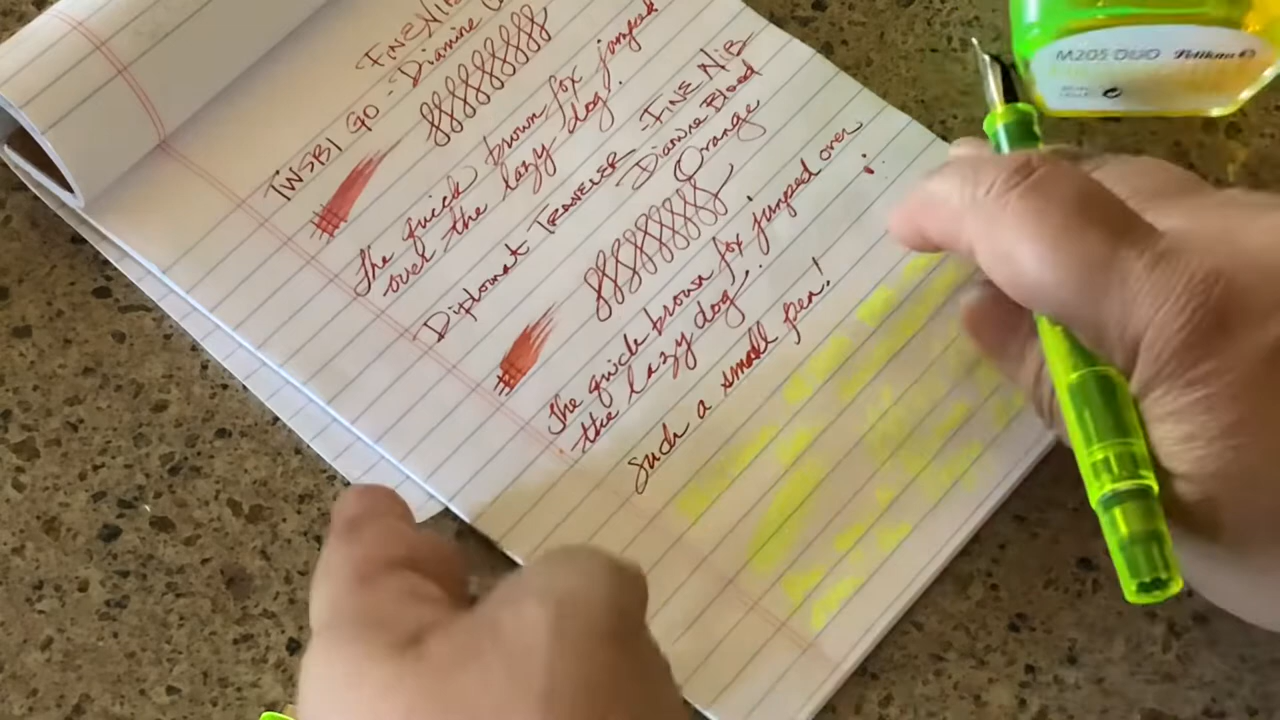 FINE NIB
TWSBI GO - Diamine
The quick brown fox jumped
over the lazy dog!
Diplomat Traveler - FINE NIB
Diamine Blood
Orange
The quick brown fox jumped over
the lazy dog!
Such a small pen!
M205 DUO Pelikan